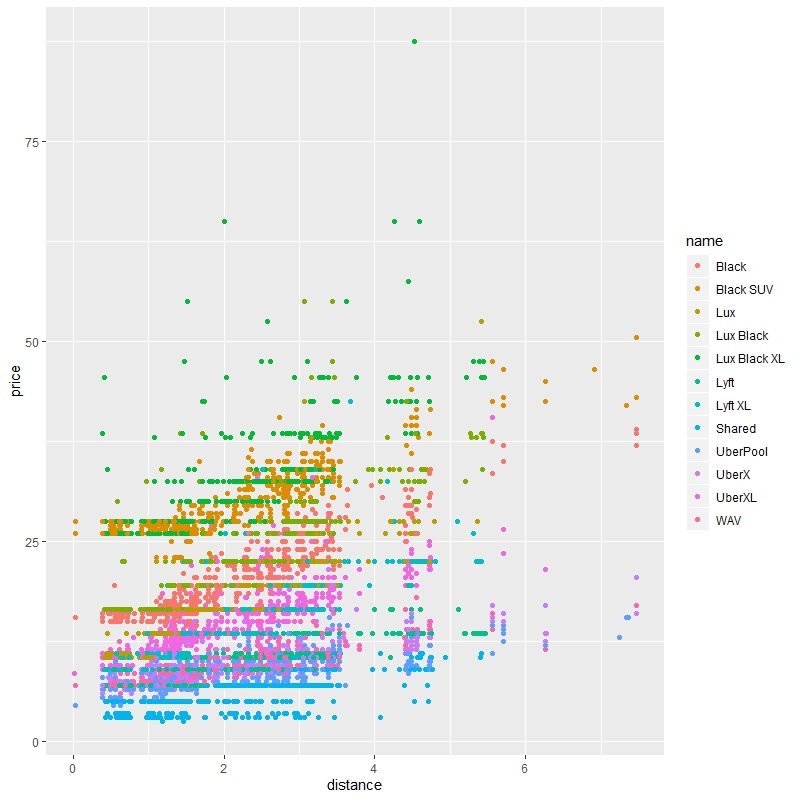 75
50
25
0
price
0
2
4
6
distance
name
Black
Black SUV
Lux
Lux Black
Lux Black XL
Lyft
Lyft XL
Shared
UberPool
UberX
UberXL
WAV